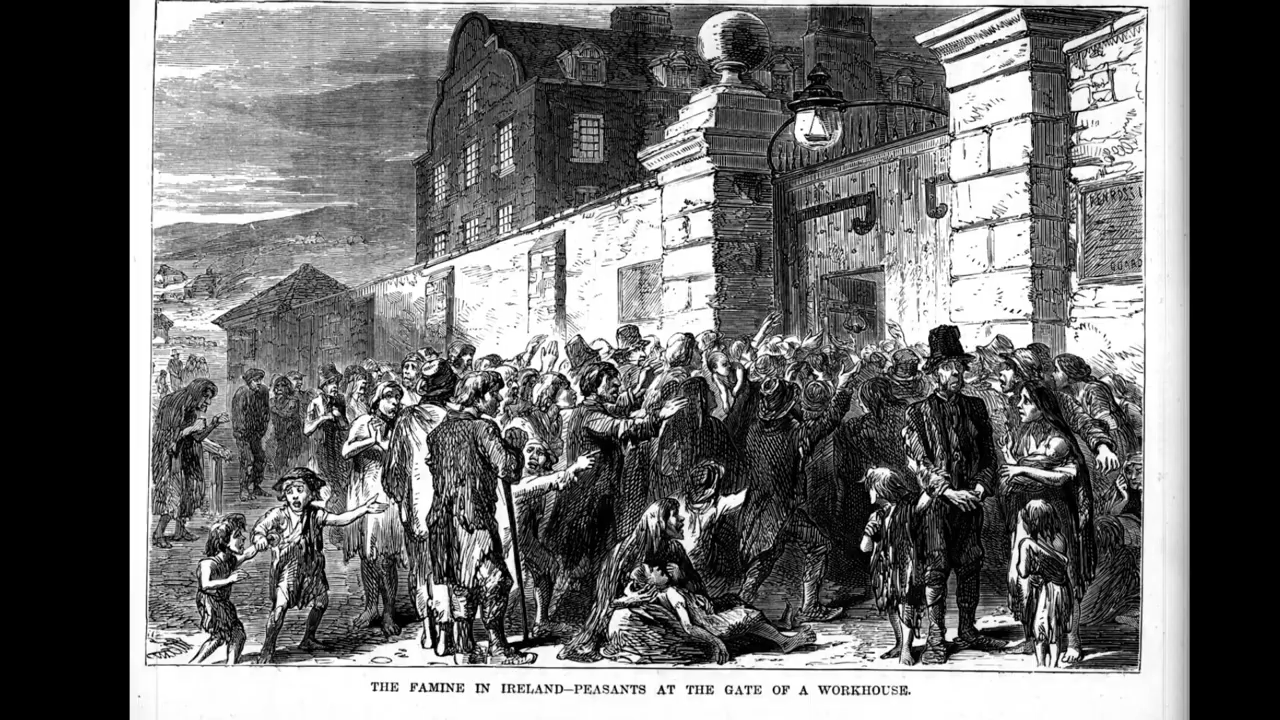 THE FAMINE IN IRELAND—PEASANTS AT THE GATE OF A WORKHOUSE.